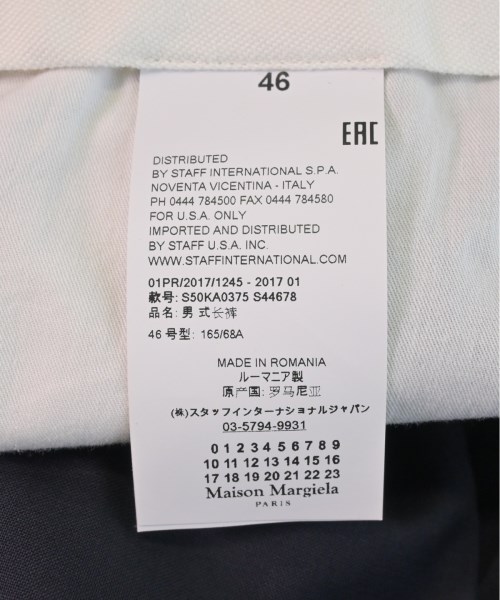 46
EAC
DISTRIBUTED
BY STAFF INTERNATIONAL S.P.A.
NOVENTA VICENTINA - ITALY
PH 0444 784500 FAX 0444 784580
FOR U.S.A. ONLY
IMPORTED AND DISTRIBUTED
BY STAFF U.S.A. INC.
WWW.STAFFINTERNATIONAL.COM
01PR/2017/1245 - 2017 01
款号: S50KA0375 S44678
品名: 男 式 长裤
46 号型: 165/68A
MADE IN ROMANIA
ルーマニア製
原产国: 罗马尼亚
(株)スタッフインターナショナルジャパン
03-5794-9931
0 1 2 3 4 5 6 7 8 9
10 11 12 13 14 15 16
17 18 19 20 21 22 23
Maison Margiela
PARIS